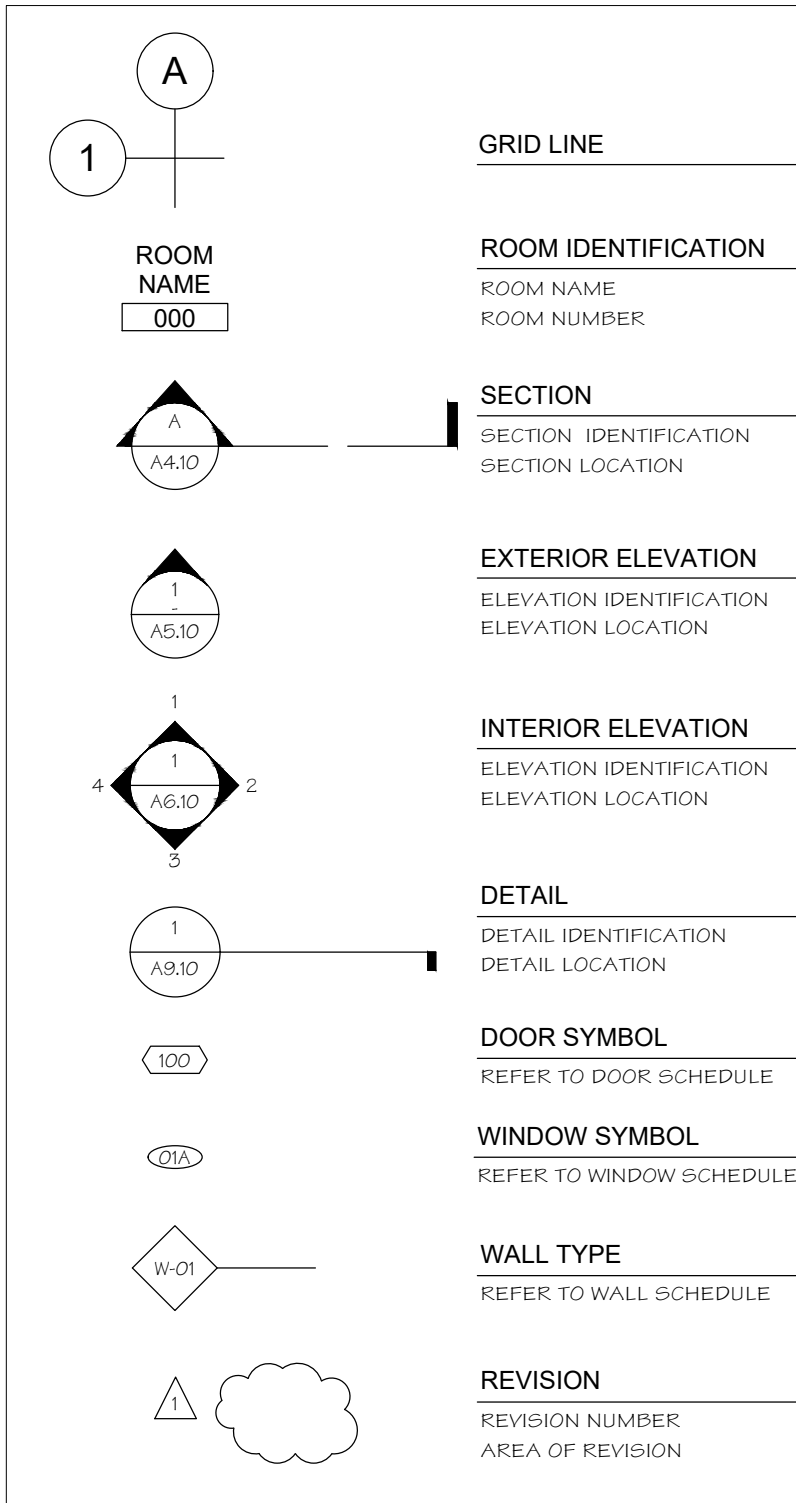 A
1
GRID LINE
ROOM
NAME
000
ROOM IDENTIFICATION
ROOM NAME
ROOM NUMBER
A
A4.10
SECTION
SECTION IDENTIFICATION
SECTION LOCATION
1
-
A5.10
EXTERIOR ELEVATION
ELEVATION IDENTIFICATION
ELEVATION LOCATION
1
1
4
2
A6.10
3
INTERIOR ELEVATION
ELEVATION IDENTIFICATION
ELEVATION LOCATION
1
A9.10
DETAIL
DETAIL IDENTIFICATION
DETAIL LOCATION
100
DOOR SYMBOL
REFER TO DOOR SCHEDULE
01A
WINDOW SYMBOL
REFER TO WINDOW SCHEDULE
W-01
WALL TYPE
REFER TO WALL SCHEDULE
1
REVISION
REVISION NUMBER
AREA OF REVISION